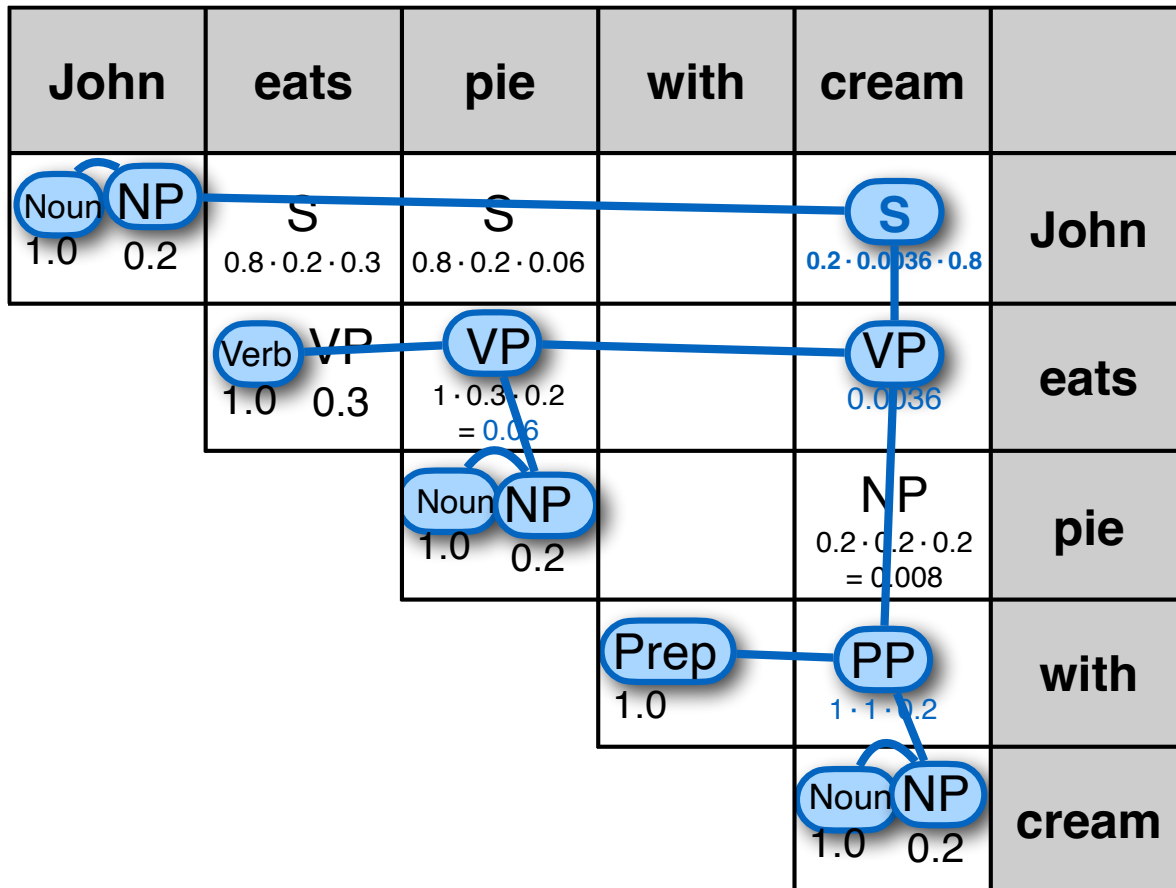 John eats pie with cream
Noun NP S S S John
1.0 0.2 0.8 · 0.2 · 0.3 0.8 · 0.2 · 0.06 0.2 · 0.0036 · 0.8
Verb VP VP VP eats
1.0 0.3 1 · 0.3 · 0.2 0.0036
= 0.06
Noun NP NP pie
1.0 0.2 0.2 · 0.2 · 0.2
= 0.008
Prep PP with
1.0 1 · 1 · 0.2
Noun NP cream
1.0 0.2